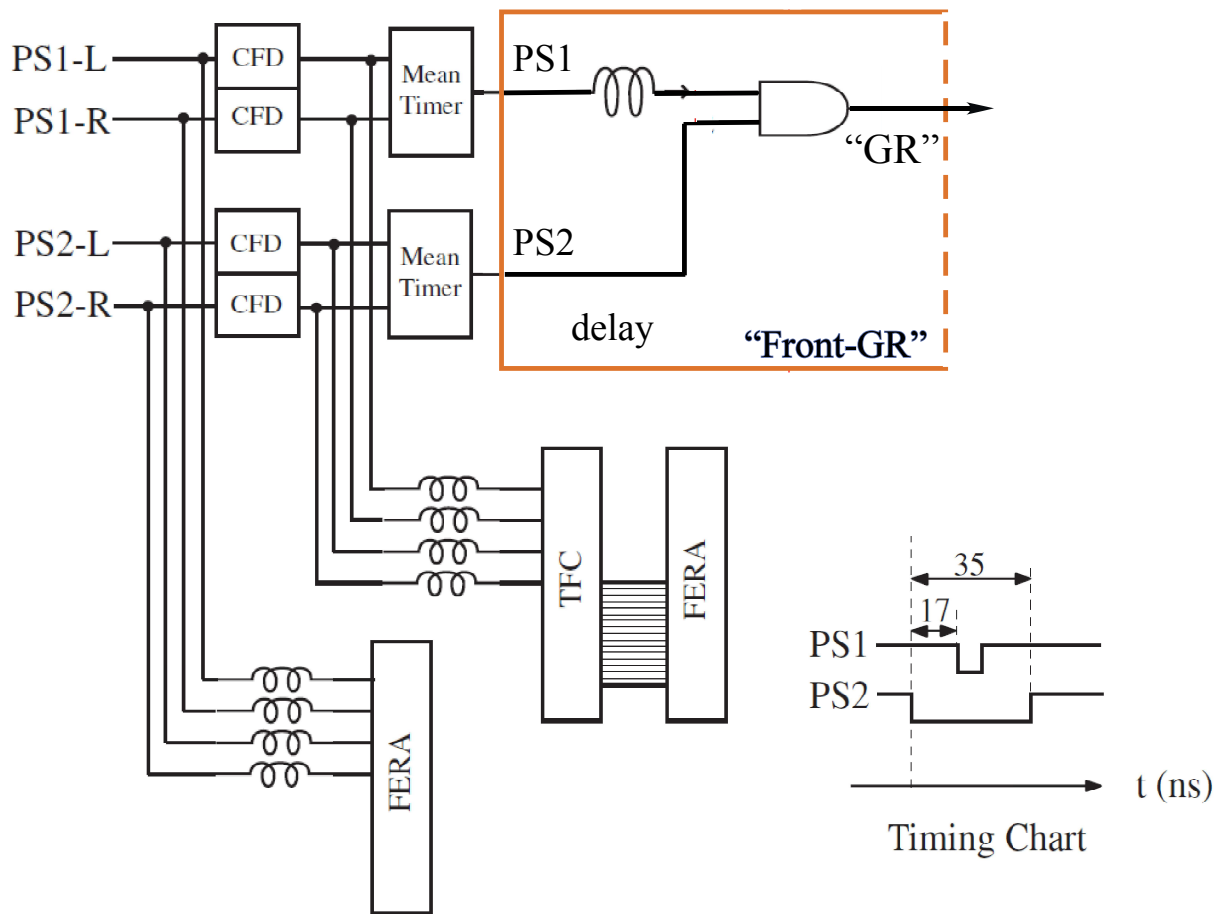 PS1-L
CFD
PS1-R
CFD
Mean
Timer
PS1
“GR”
PS2-L
CFD
PS2-R
CFD
Mean
Timer
PS2
delay
“Front-GR”
TFC
FERA
FERA
35
17
PS1
PS2
t (ns)
Timing Chart